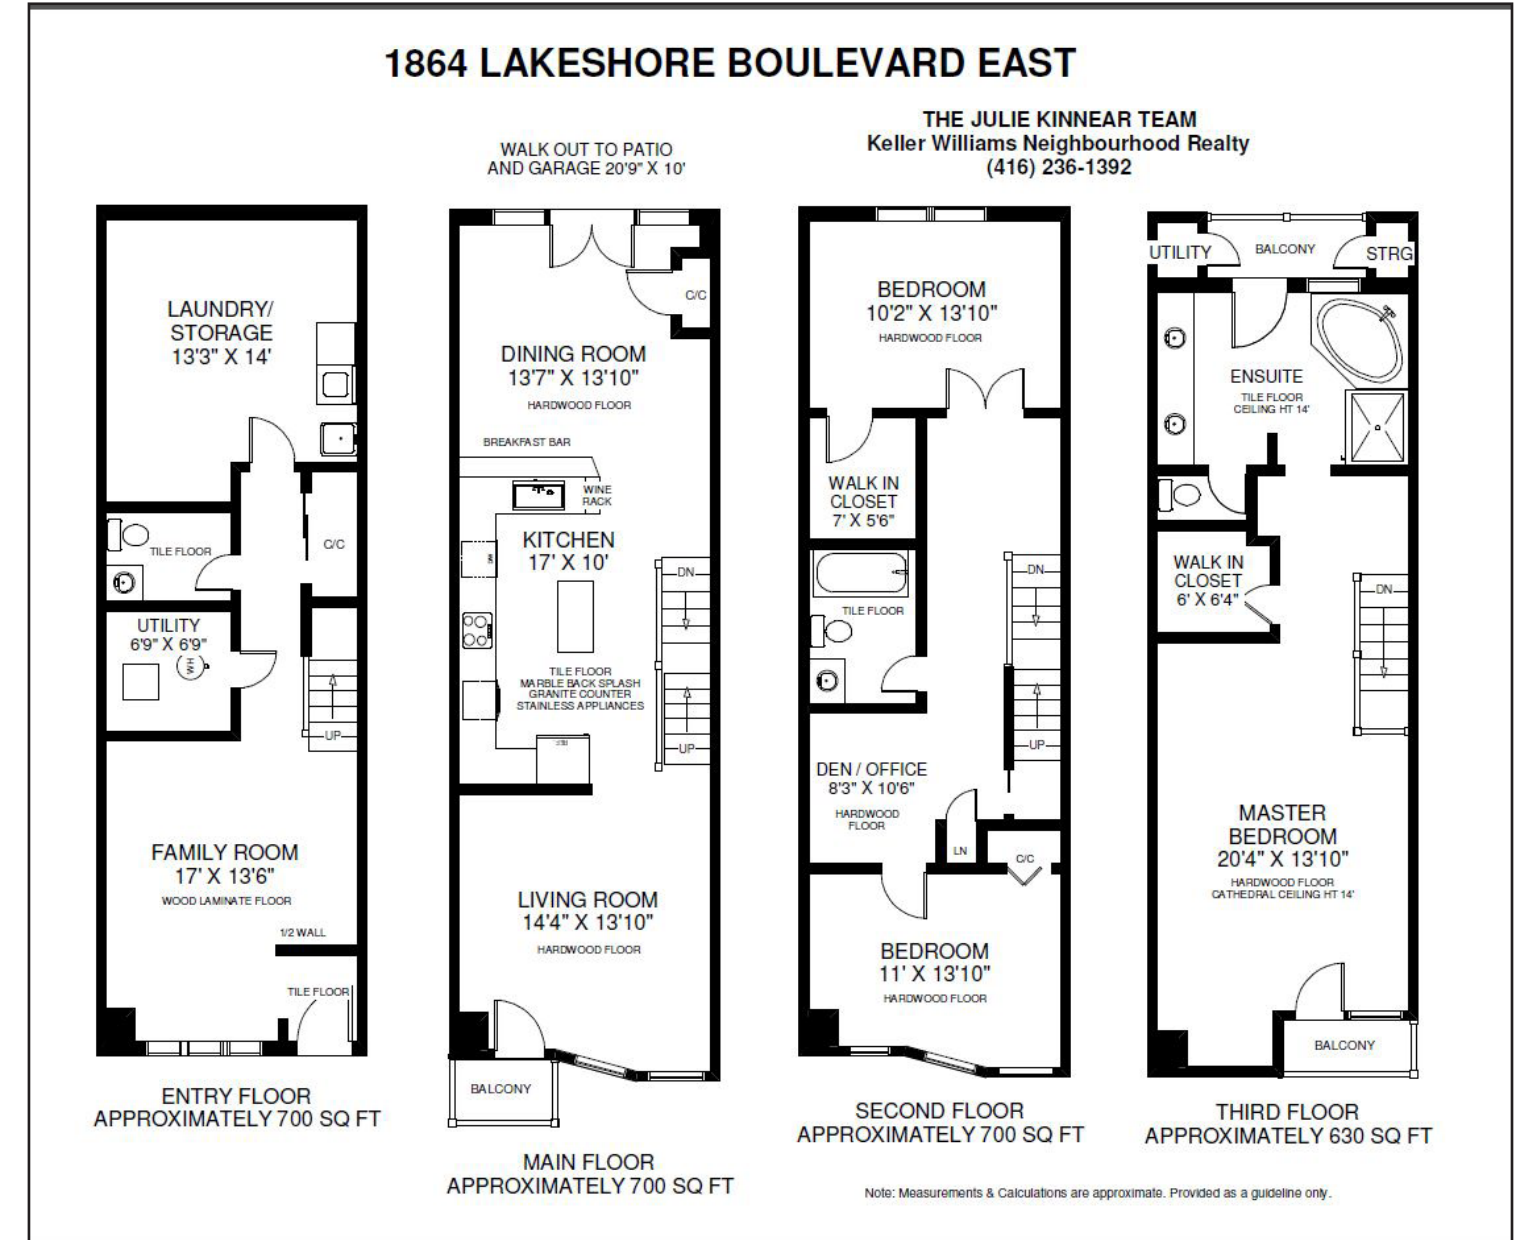 1864 LAKESHORE BOULEVARD EAST
THE JULIE KINNEAR TEAM
Keller Williams Neighbourhood Realty
(416) 236-1392
LAUNDRY/
STORAGE
13'3" X 14'
C/C
TILE FLOOR
UTILITY
6'9" X 6'9"
WH
UP
FAMILY ROOM
17' X 13'6"
WOOD LAMINATE FLOOR
1/2 WALL
TILE FLOOR
ENTRY FLOOR
APPROXIMATELY 700 SQ FT
WALK OUT TO PATIO
AND GARAGE 20'9" X 10'
C/C
DINING ROOM
13'7" X 13'10"
HARDWOOD FLOOR
BREAKFAST BAR
WINE
RACK
KITCHEN
17' X 10'
DN
TILE FLOOR
MARBLE BACK SPLASH
GRANITE COUNTER
STAINLESS APPLIANCES
UP
LIVING ROOM
14'4" X 13'10"
HARDWOOD FLOOR
BALCONY
MAIN FLOOR
APPROXIMATELY 700 SQ FT
BEDROOM
10'2" X 13'10"
HARDWOOD FLOOR
WALK IN
CLOSET
7' X 5'6"
DN
TILE FLOOR
UP
DEN / OFFICE
8'3" X 10'6"
HARDWOOD
FLOOR
LN
C/C
BEDROOM
11' X 13'10"
HARDWOOD FLOOR
SECOND FLOOR
APPROXIMATELY 700 SQ FT
UTILITY
BALCONY
STRG
ENSUITE
TILE FLOOR
CEILING HT 14'
WALK IN
CLOSET
6' X 6'4"
DN
MASTER
BEDROOM
20'4" X 13'10"
HARDWOOD FLOOR
CATHEDRAL CEILING HT 14'
BALCONY
THIRD FLOOR
APPROXIMATELY 630 SQ FT
Note: Measurements & Calculations are approximate. Provided as a guideline only.